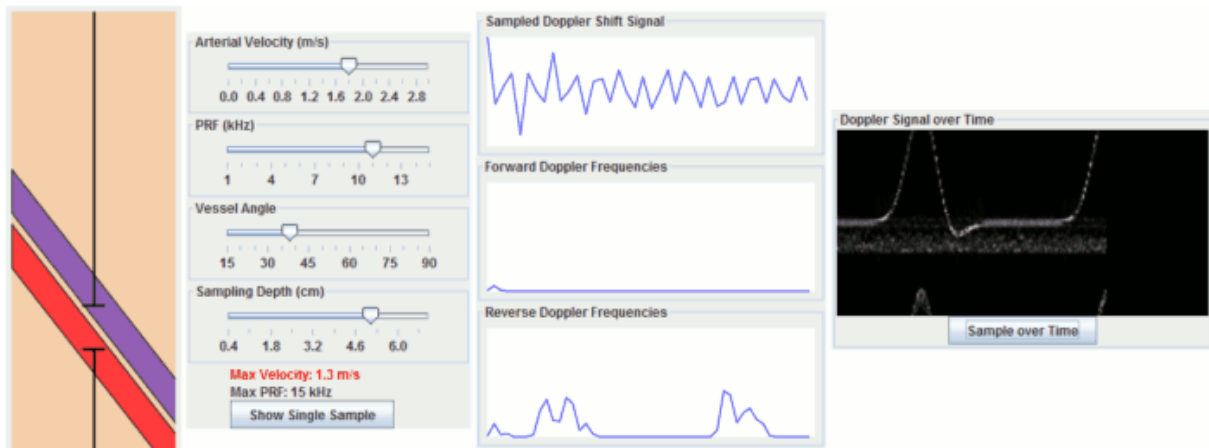 Arterial Velocity (m/s)
0.0 0.4 0.8 1.2 1.6 2.0 2.4 2.8
PRF (kHz)
1 4 7 10 13
Vessel Angle
15 30 45 60 75 90
Sampling Depth (cm)
0.4 1.8 3.2 4.6 6.0
Max Velocity: 1.3 m/s
Max PRF: 15 kHz
Show Single Sample
Sampled Doppler Shift Signal
Forward Doppler Frequencies
Reverse Doppler Frequencies
Doppler Signal over Time
Sample over Time